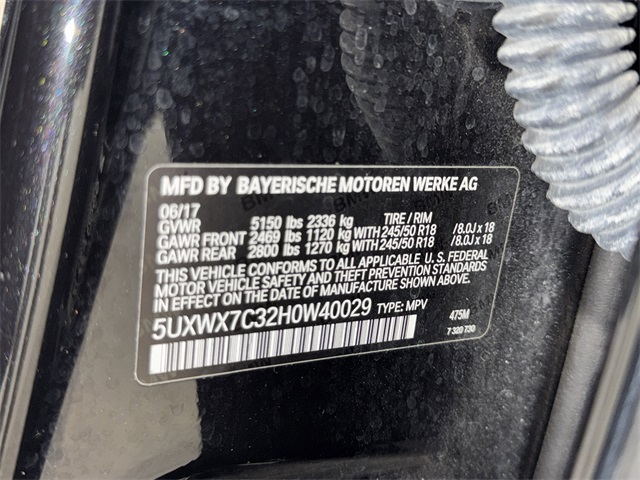 MFD BY BAYERISCHE MOTOREN WERKE AG
06/17
GVWR 5150 lbs 2336 kg TIRE / RIM
GAWR FRONT 2469 lbs 1120 kg WITH 245/50 R18 /8.0J x 18
GAWR REAR 2800 lbs 1270 kg WITH 245/50 R18 /8.0J x 18
THIS VEHICLE CONFORMS TO ALL APPLICABLE U.S. FEDERAL
MOTOR VEHICLE SAFETY AND THEFT PREVENTION STANDARDS
IN EFFECT ON THE DATE OF MANUFACTURE SHOWN ABOVE.
5UXWX7C32H0W40029 TYPE: MPV
475M
7 320 730